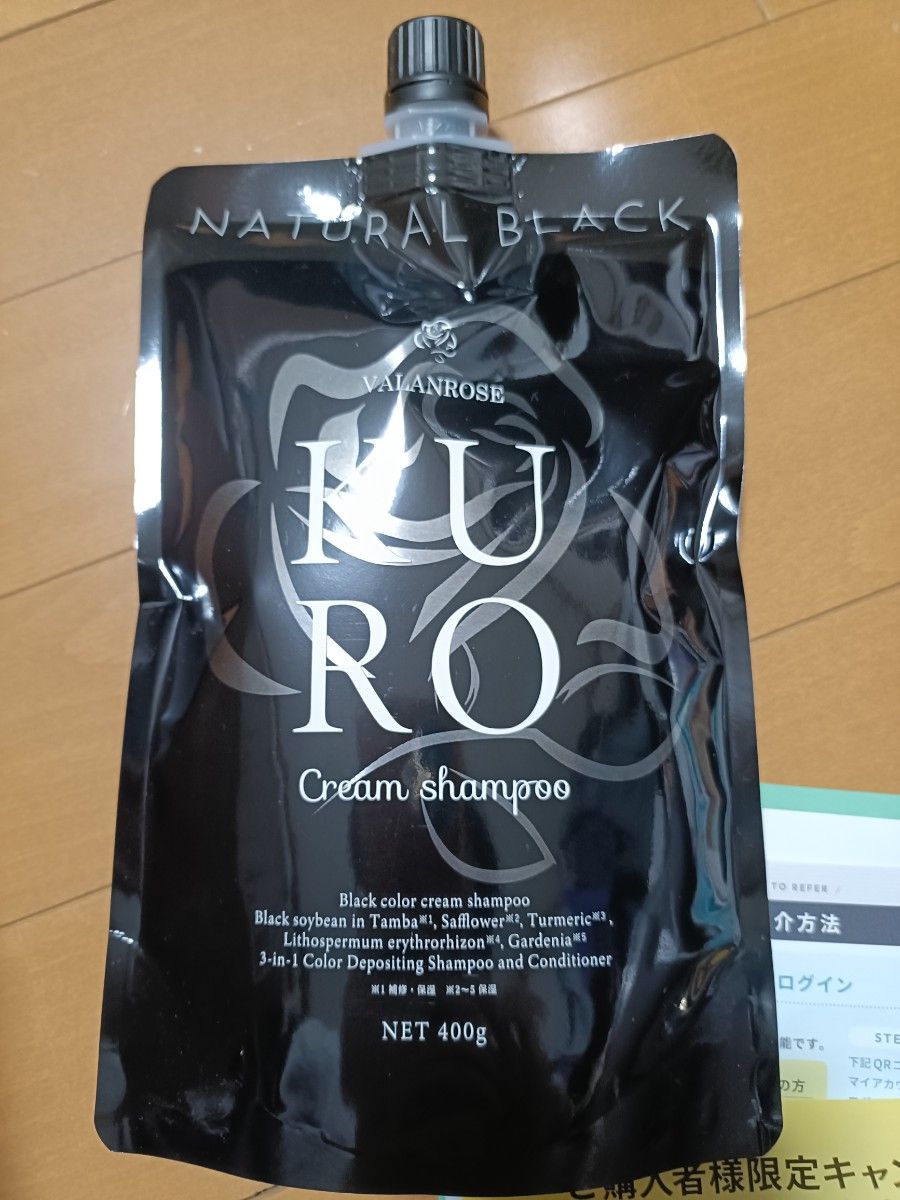 NATURAL BLACK
VALANROSE
KU
RO
Cream shampoo
Black color cream shampoo
Black soybean in Tamba※1, Safflower※2, Turmeric※3,
Lithospermum erythrorhizon※4, Gardenia※5
3-in-1 Color Depositing Shampoo and Conditioner
※1 補修・保湿 ※2〜5 保湿
NET 400g
TO REFER /
介方法
ログイン
能です。
STE
下記QRコ
の方
マイアカウ
ご購入者様限定キャン